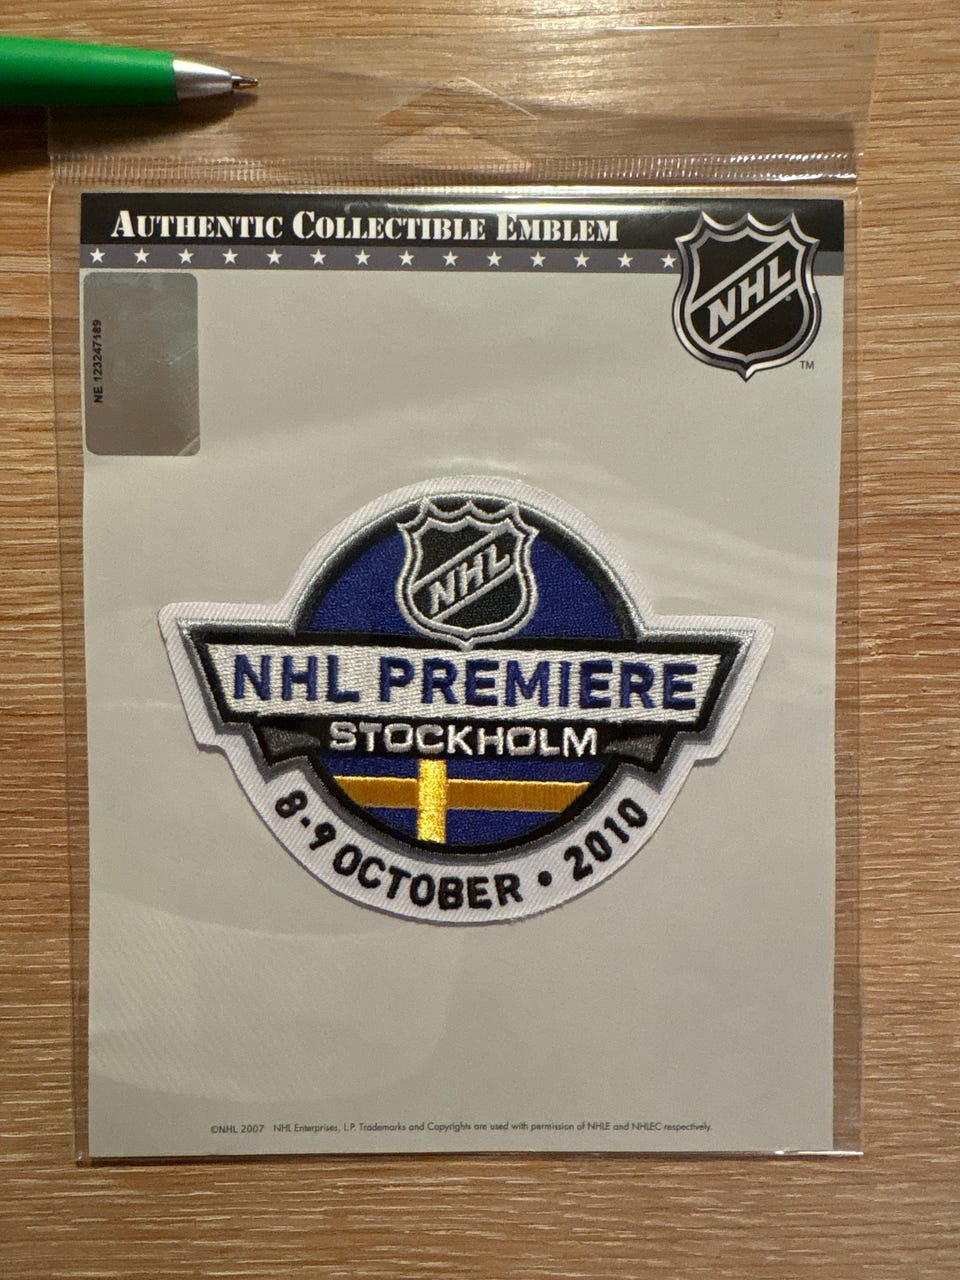 AUTHENTIC COLLECTIBLE EMBLEM
NHL
TM
NE 123247189
NHL
NHL PREMIERE
STOCKHOLM
8-9 OCTOBER • 2010
©NHL 2007 NHL Enterprises, L.P. Trademarks and Copyrights are used with permission of NHLE and NHLEC respectively.